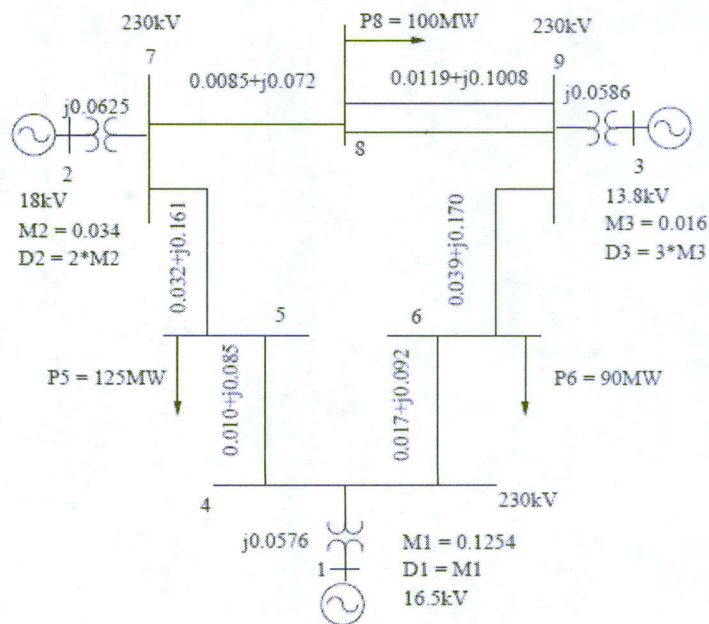 230kV
7
P8 = 100MW
230kV
9
0.0085+j0.072
0.0119+j0.1008
j0.0625
j0.0586
8
2
3
18kV
M2 = 0.034
D2 = 2*M2
13.8kV
M3 = 0.016
D3 = 3*M3
0.032+j0.161
0.039+j0.170
5
6
P5 = 125MW
P6 = 90MW
0.010+j0.085
0.017+j0.092
4
230kV
j0.0576
M1 = 0.1254
1
D1 = M1
16.5kV